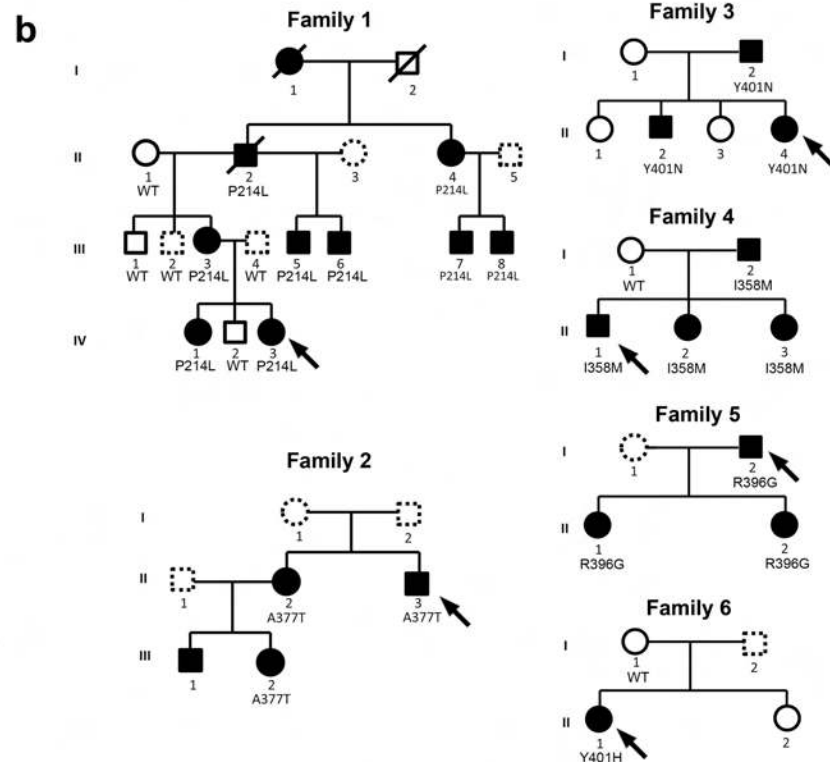 b
Family 1
I
1 2
II
1 2 3 4 5
WT P214L P214L
III
1 2 3 4 5 6 7 8
WT WT P214L WT P214L P214L P214L P214L
IV
1 2 3
P214L WT P214L
Family 2
I
1 2
II
1 2 3
A377T A377T
III
1 2
A377T
Family 3
I
1 2
Y401N
II
1 2 3 4
Y401N Y401N
Family 4
I
1 2
WT I358M
II
1 2 3
I358M I358M I358M
Family 5
I
1 2
R396G
II
1 2
R396G R396G
Family 6
I
1 2
WT
II
1 2
Y401H